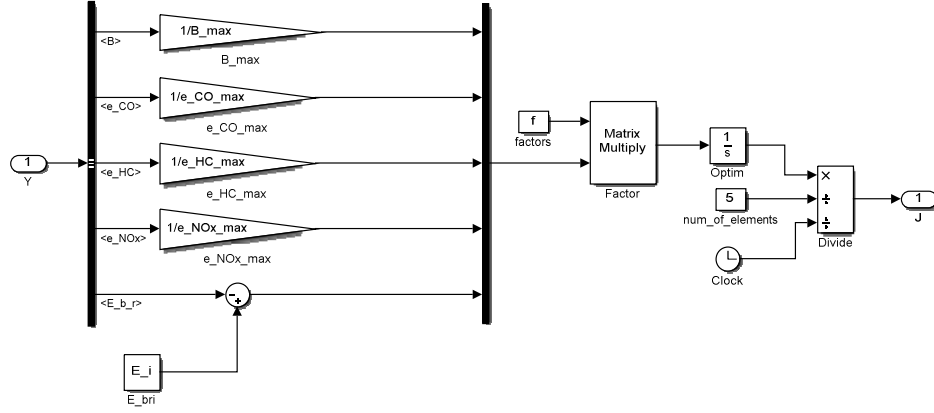 1
Y
<B>
<e_CO>
<e_HC>
<e_NOx>
<E_b_r>
1/B_max
B_max
1/e_CO_max
e_CO_max
1/e_HC_max
e_HC_max
1/e_NOx_max
e_NOx_max
-
+
E_i
E_bri
f
factors
Matrix
Multiply
Factor
1
s
Optim
5
num_of_elements
Clock
×
÷
÷
Divide
1
J